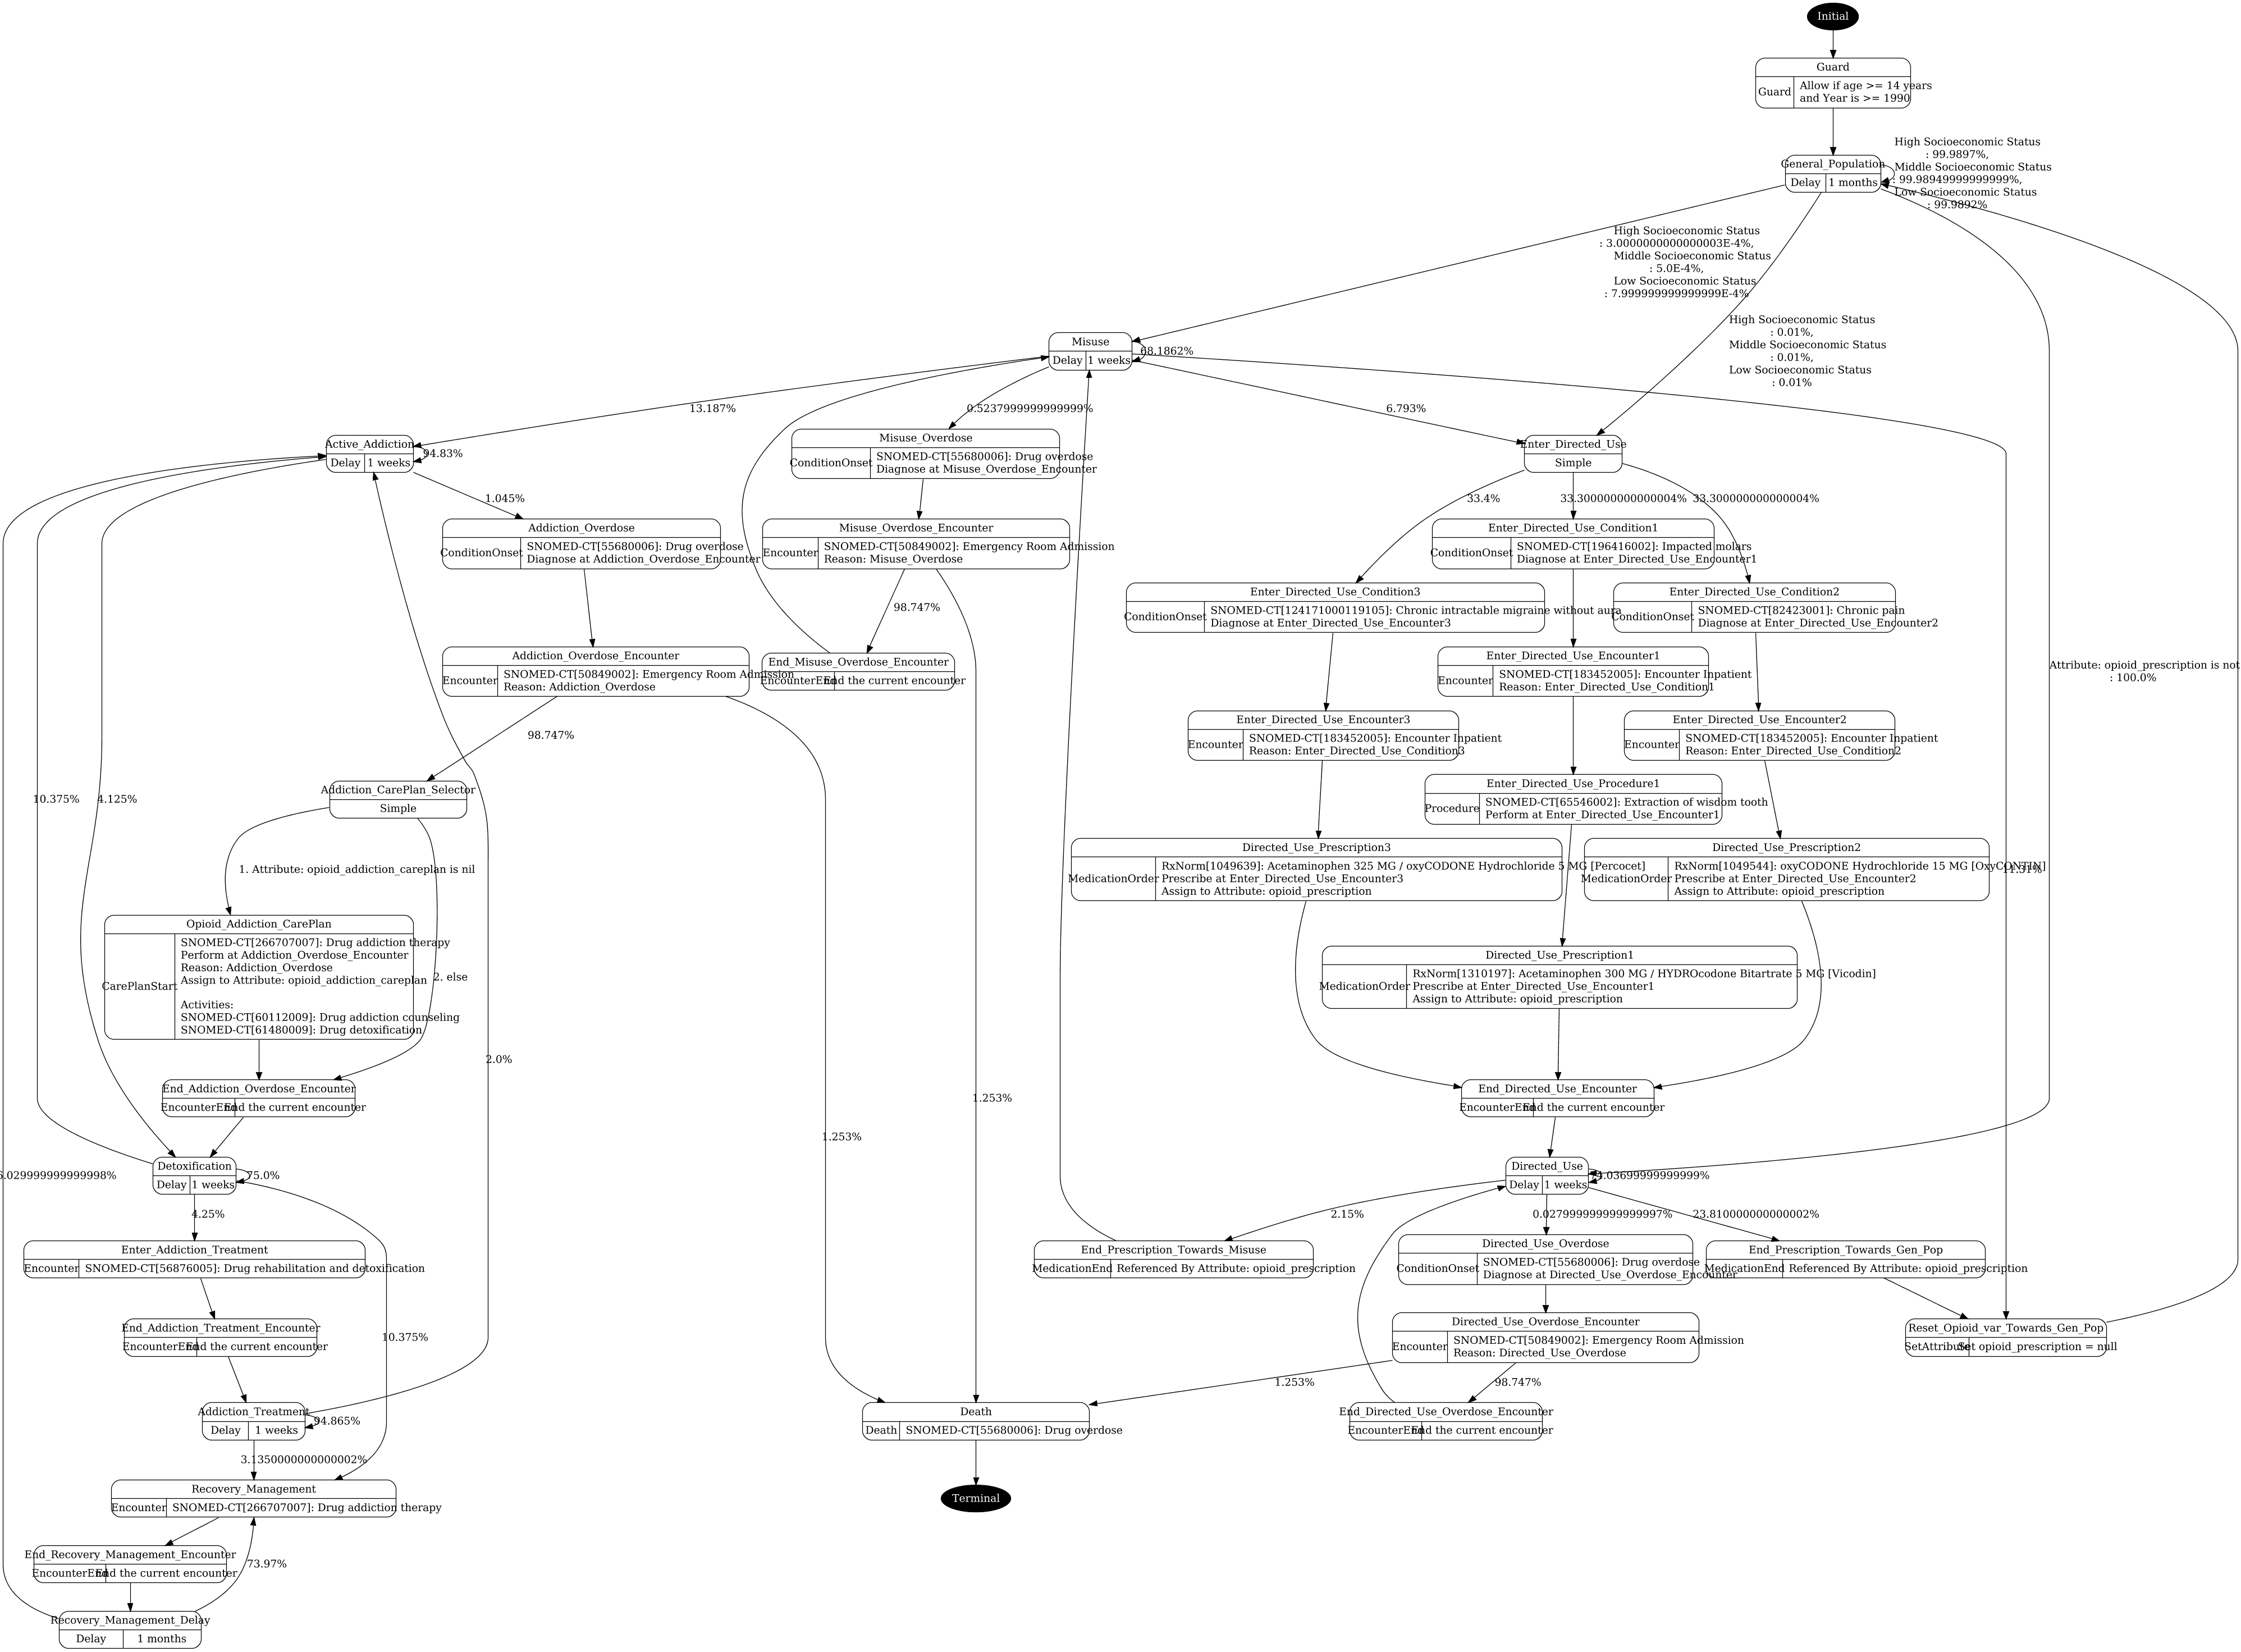 Initial
Guard
Guard
Allow if age >= 14 years
and Year is >= 1990
General_Population
Delay
1 months
High Socioeconomic Status
: 99.9897%,
Middle Socioeconomic Status
: 99.98949999999999%,
Low Socioeconomic Status
: 99.9892%
High Socioeconomic Status
: 3.0000000000000003E-4%,
Middle Socioeconomic Status
: 5.0E-4%,
Low Socioeconomic Status
: 7.999999999999999E-4%
High Socioeconomic Status
: 0.01%,
Middle Socioeconomic Status
: 0.01%,
Low Socioeconomic Status
: 0.01%
Misuse
Delay
1 weeks
68.1862%
13.187%
0.5237999999999999%
6.793%
Active_Addiction
Delay
1 weeks
94.83%
Misuse_Overdose
ConditionOnset
SNOMED-CT[55680006]: Drug overdose
Diagnose at Misuse_Overdose_Encounter
Enter_Directed_Use
Simple
1.045%
33.4%
33.300000000000004%
33.300000000000004%
Addiction_Overdose
ConditionOnset
SNOMED-CT[55680006]: Drug overdose
Diagnose at Addiction_Overdose_Encounter
Misuse_Overdose_Encounter
Encounter
SNOMED-CT[50849002]: Emergency Room Admission
Reason: Misuse_Overdose
Enter_Directed_Use_Condition1
ConditionOnset
SNOMED-CT[196416002]: Impacted molars
Diagnose at Enter_Directed_Use_Encounter1
Enter_Directed_Use_Condition3
ConditionOnset
SNOMED-CT[124171000119105]: Chronic intractable migraine without aura
Diagnose at Enter_Directed_Use_Encounter3
Enter_Directed_Use_Condition2
ConditionOnset
SNOMED-CT[82423001]: Chronic pain
Diagnose at Enter_Directed_Use_Encounter2
98.747%
Addiction_Overdose_Encounter
Encounter
SNOMED-CT[50849002]: Emergency Room Admission
Reason: Addiction_Overdose
End_Misuse_Overdose_Encounter
EncounterEnd
End the current encounter
Enter_Directed_Use_Encounter1
Encounter
SNOMED-CT[183452005]: Encounter Inpatient
Reason: Enter_Directed_Use_Condition1
Attribute: opioid_prescription is not
: 100.0%
Enter_Directed_Use_Encounter3
Encounter
SNOMED-CT[183452005]: Encounter Inpatient
Reason: Enter_Directed_Use_Condition3
Enter_Directed_Use_Encounter2
Encounter
SNOMED-CT[183452005]: Encounter Inpatient
Reason: Enter_Directed_Use_Condition2
98.747%
10.375%
4.125%
Addiction_CarePlan_Selector
Simple
Enter_Directed_Use_Procedure1
Procedure
SNOMED-CT[65546002]: Extraction of wisdom tooth
Perform at Enter_Directed_Use_Encounter1
Directed_Use_Prescription3
MedicationOrder
RxNorm[1049639]: Acetaminophen 325 MG / oxyCODONE Hydrochloride 5 MG [Percocet]
Prescribe at Enter_Directed_Use_Encounter3
Assign to Attribute: opioid_prescription
Directed_Use_Prescription2
MedicationOrder
RxNorm[1049544]: oxyCODONE Hydrochloride 15 MG [OxyCONTIN]
Prescribe at Enter_Directed_Use_Encounter2
Assign to Attribute: opioid_prescription
11.31%
1. Attribute: opioid_addiction_careplan is nil
Opioid_Addiction_CarePlan
CarePlanStart
SNOMED-CT[266707007]: Drug addiction therapy
Perform at Addiction_Overdose_Encounter
Reason: Addiction_Overdose
Assign to Attribute: opioid_addiction_careplan
Activities:
SNOMED-CT[60112009]: Drug addiction counseling
SNOMED-CT[61480009]: Drug detoxification
2. else
Directed_Use_Prescription1
MedicationOrder
RxNorm[1310197]: Acetaminophen 300 MG / HYDROcodone Bitartrate 5 MG [Vicodin]
Prescribe at Enter_Directed_Use_Encounter1
Assign to Attribute: opioid_prescription
2.0%
End_Addiction_Overdose_Encounter
EncounterEnd
End the current encounter
1.253%
1.253%
End_Directed_Use_Encounter
EncounterEnd
End the current encounter
Detoxification
Delay
1 weeks
75.0%
Directed_Use
Delay
1 weeks
4.25%
2.15%
0.027999999999999997%
23.810000000000002%
Enter_Addiction_Treatment
Encounter
SNOMED-CT[56876005]: Drug rehabilitation and detoxification
End_Prescription_Towards_Misuse
MedicationEnd
Referenced By Attribute: opioid_prescription
Directed_Use_Overdose
ConditionOnset
SNOMED-CT[55680006]: Drug overdose
Diagnose at Directed_Use_Overdose_Encounter
End_Prescription_Towards_Gen_Pop
MedicationEnd
Referenced By Attribute: opioid_prescription
End_Addiction_Treatment_Encounter
EncounterEnd
End the current encounter
10.375%
Directed_Use_Overdose_Encounter
Encounter
SNOMED-CT[50849002]: Emergency Room Admission
Reason: Directed_Use_Overdose
Reset_Opioid_var_Towards_Gen_Pop
SetAttribute
Set opioid_prescription = null
1.253%
98.747%
Addiction_Treatment
Delay
1 weeks
94.865%
Death
Death
SNOMED-CT[55680006]: Drug overdose
End_Directed_Use_Overdose_Encounter
EncounterEnd
End the current encounter
3.1350000000000002%
Recovery_Management
Encounter
SNOMED-CT[266707007]: Drug addiction therapy
Terminal
End_Recovery_Management_Encounter
EncounterEnd
End the current encounter
73.97%
Recovery_Management_Delay
Delay
1 months